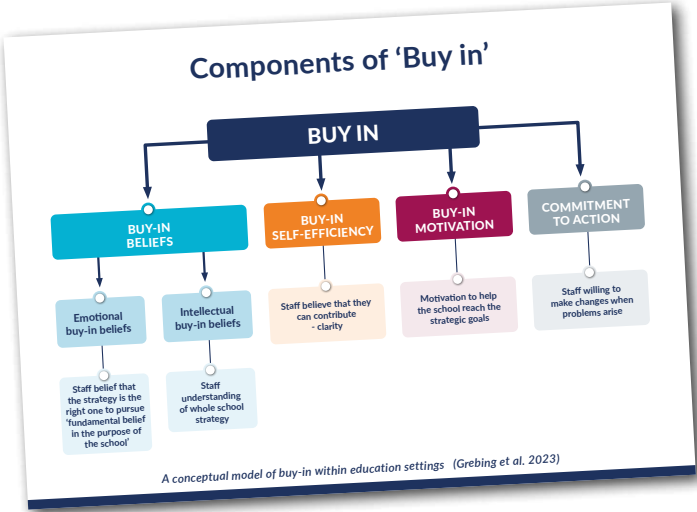 Components of ‘Buy in’
BUY IN
BUY-IN
BELIEFS
BUY-IN
SELF-EFFICIENCY
BUY-IN
MOTIVATION
COMMITMENT
TO ACTION
Emotional
buy-in beliefs
Intellectual
buy-in beliefs
Staff believe that they
can contribute
- clarity
Motivation to help
the school reach the
strategic goals
Staff willing to
make changes when
problems arise
Staff belief that
the strategy is the
right one to pursue
‘fundamental belief
in the purpose of
the school’
Staff
understanding
of whole school
strategy
A conceptual model of buy-in within education settings (Grebing et al. 2023)